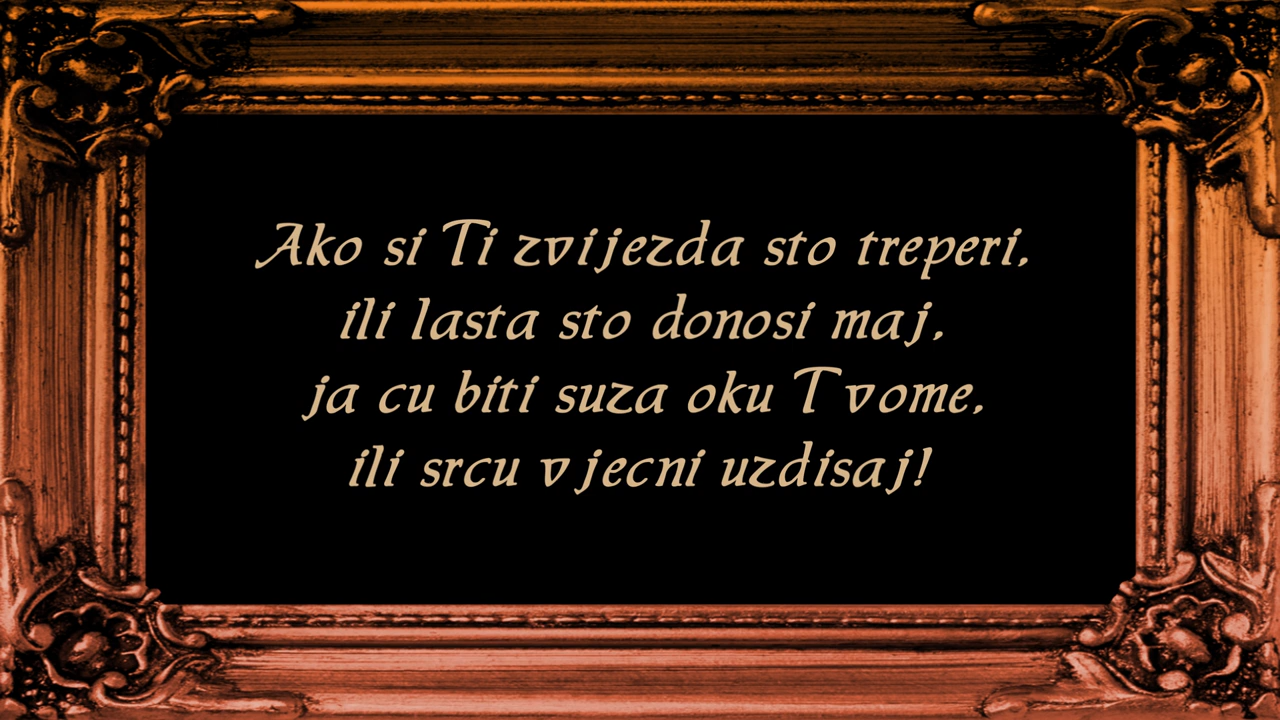 Ako si Ti zvijezda sto treperi,
ili lasta sto donosi maj,
ja cu biti suza oku Tvome,
ili srcu vjecni uzdisaj!